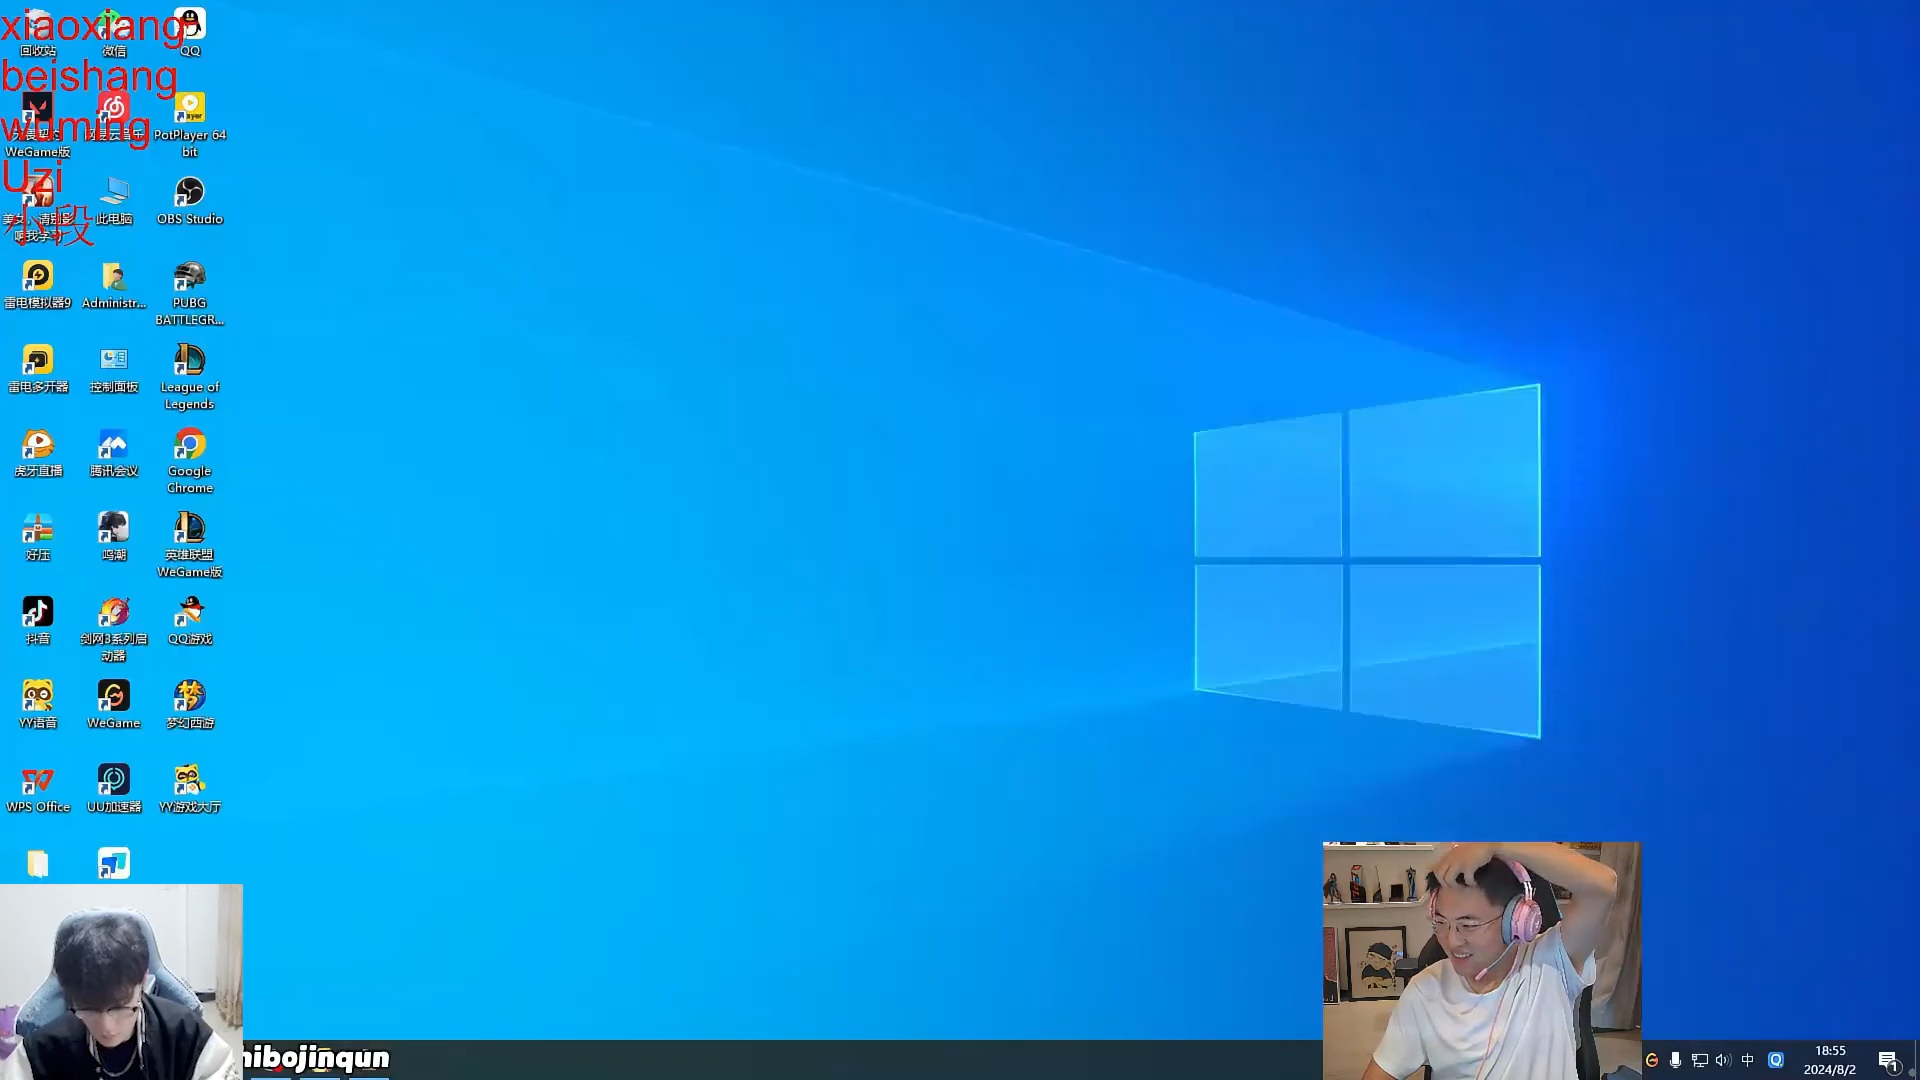 xiaoxiang
beishang
wuming
Uzi
小段
回收站
微信
QQ
WeGame版
PotPlayer 64 bit
此电脑
OBS Studio
雷电模拟器9
Administr...
PUBG
BATTLEGR...
雷电多开器
控制面板
League of
Legends
虎牙直播
腾讯会议
Google
Chrome
好压
鸣潮
英雄联盟
WeGame版
抖音
剑网3系列启
动器
QQ游戏
YY语音
WeGame
梦幻西游
WPS Office
UU加速器
YY游戏大厅
hibojinqun
中
18:55
2024/8/2
1